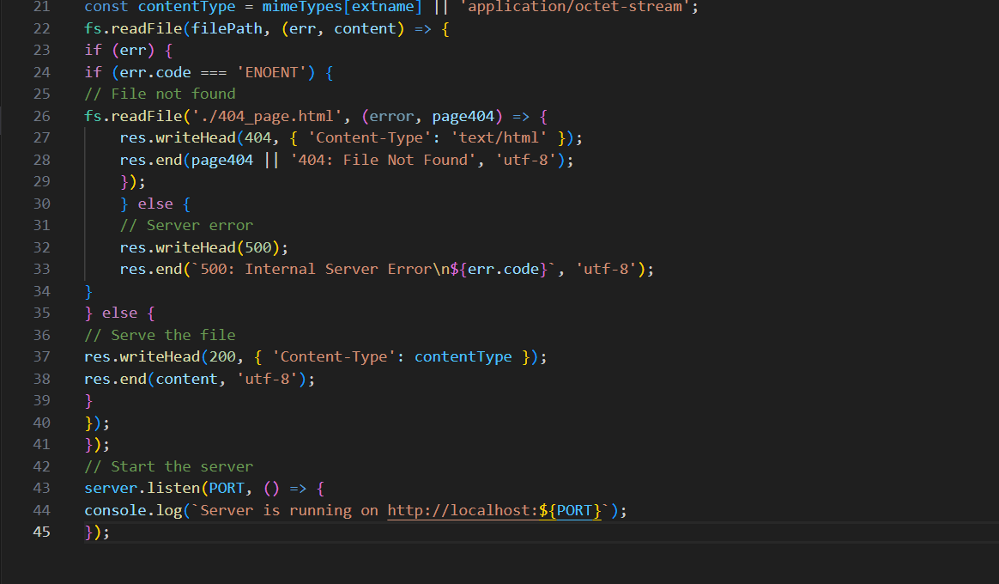 21 const contentType = mimeTypes[extname] || 'application/octet-stream';
22 fs.readFile(filePath, (err, content) => {
23 if (err) {
24 if (err.code === 'ENOENT') {
25 // File not found
26 fs.readFile('./404_page.html', (error, page404) => {
27     res.writeHead(404, { 'Content-Type': 'text/html' });
28     res.end(page404 || '404: File Not Found', 'utf-8');
29     });
30     } else {
31     // Server error
32     res.writeHead(500);
33     res.end(`500: Internal Server Error\n${err.code}`, 'utf-8');
34 }
35 } else {
36 // Serve the file
37 res.writeHead(200, { 'Content-Type': contentType });
38 res.end(content, 'utf-8');
39 }
40 });
41 });
42 // Start the server
43 server.listen(PORT, () => {
44 console.log(`Server is running on http://localhost:${PORT}`);
45 });